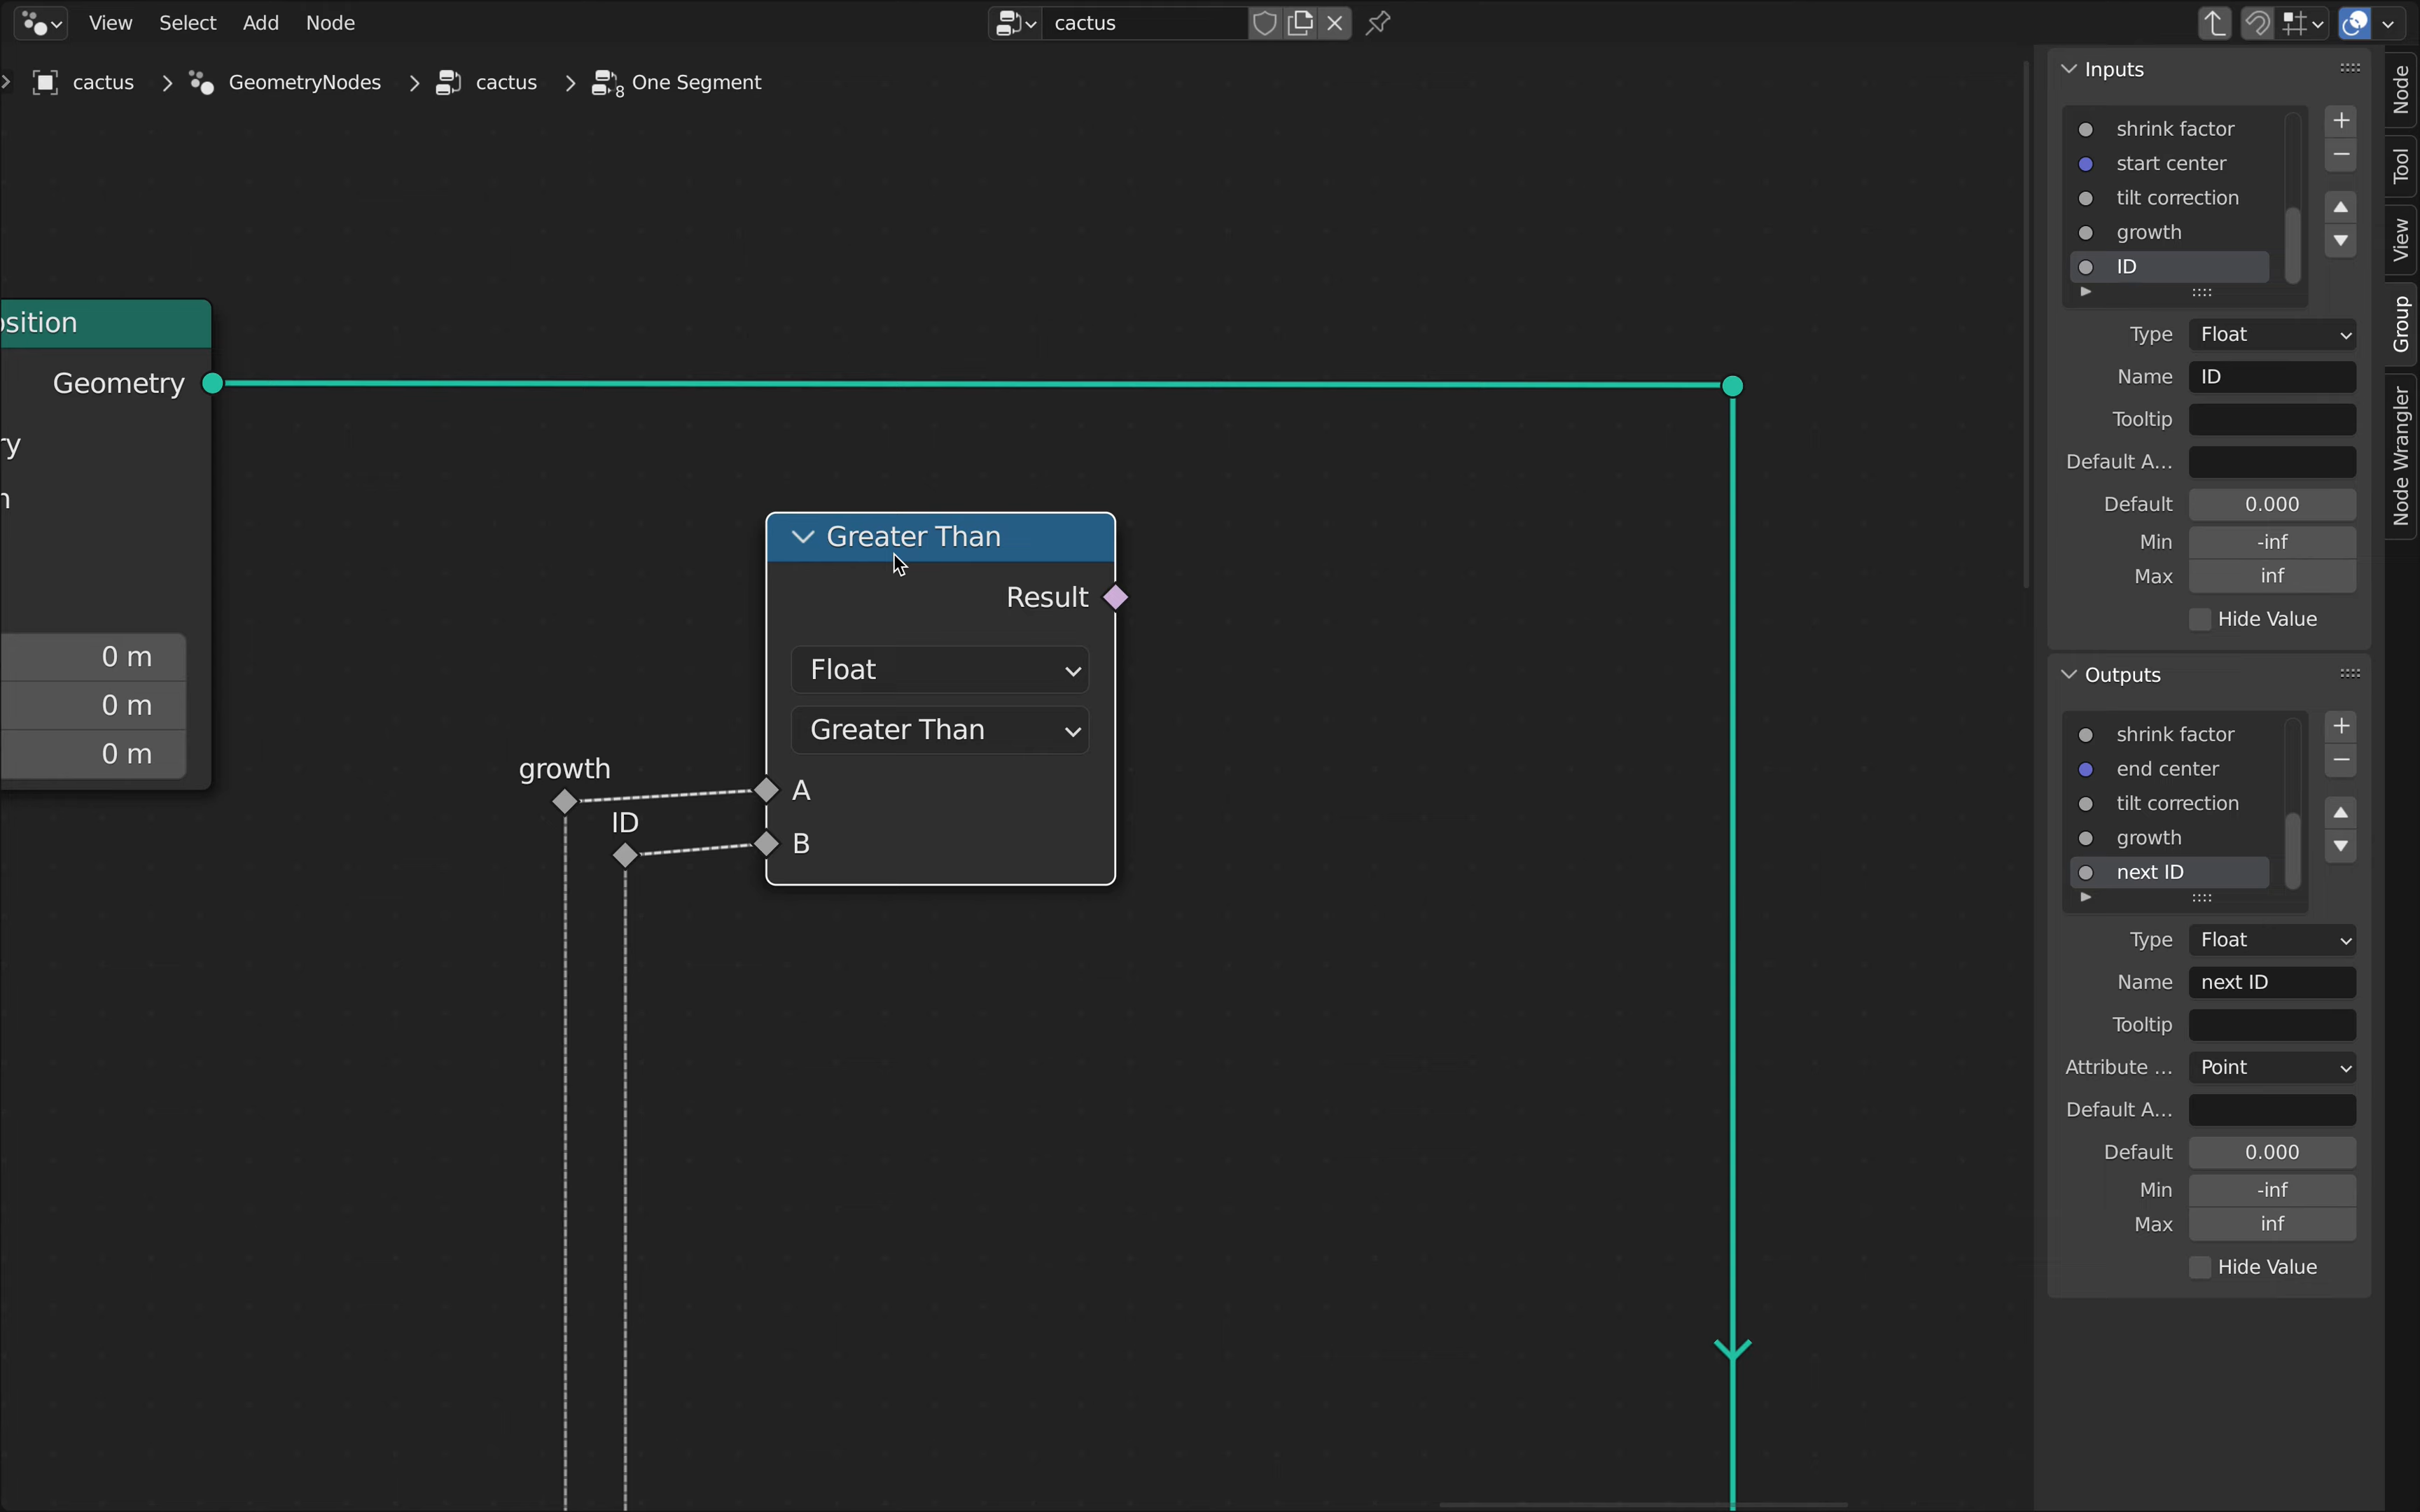 View Select Add Node
cactus
cactus GeometryNodes cactus 8 One Segment
sition
Geometry
ry
n
0 m
0 m
0 m
Greater Than
Result
Float
Greater Than
growth
A
ID
B
Inputs
shrink factor
start center
tilt correction
growth
ID
Type Float
Name ID
Tooltip
Default A...
Default 0.000
Min -inf
Max inf
Hide Value
Outputs
shrink factor
end center
tilt correction
growth
next ID
Type Float
Name next ID
Tooltip
Attribute ... Point
Default A...
Default 0.000
Min -inf
Max inf
Hide Value
Node
Tool
View
Group
Node Wrangler